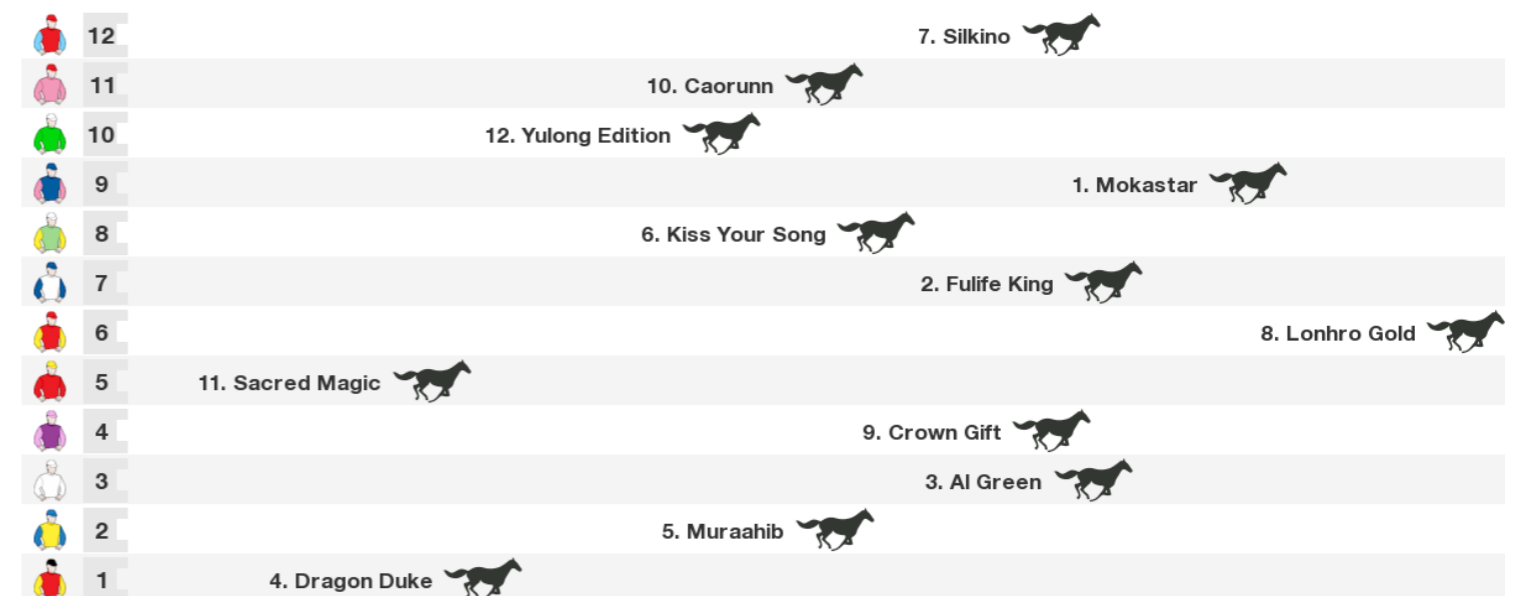 12 7. Silkino
11 10. Caorunn
10 12. Yulong Edition
9 1. Mokastar
8 6. Kiss Your Song
7 2. Fulife King
6 8. Lonhro Gold
5 11. Sacred Magic
4 9. Crown Gift
3 3. Al Green
2 5. Muraahib
1 4. Dragon Duke